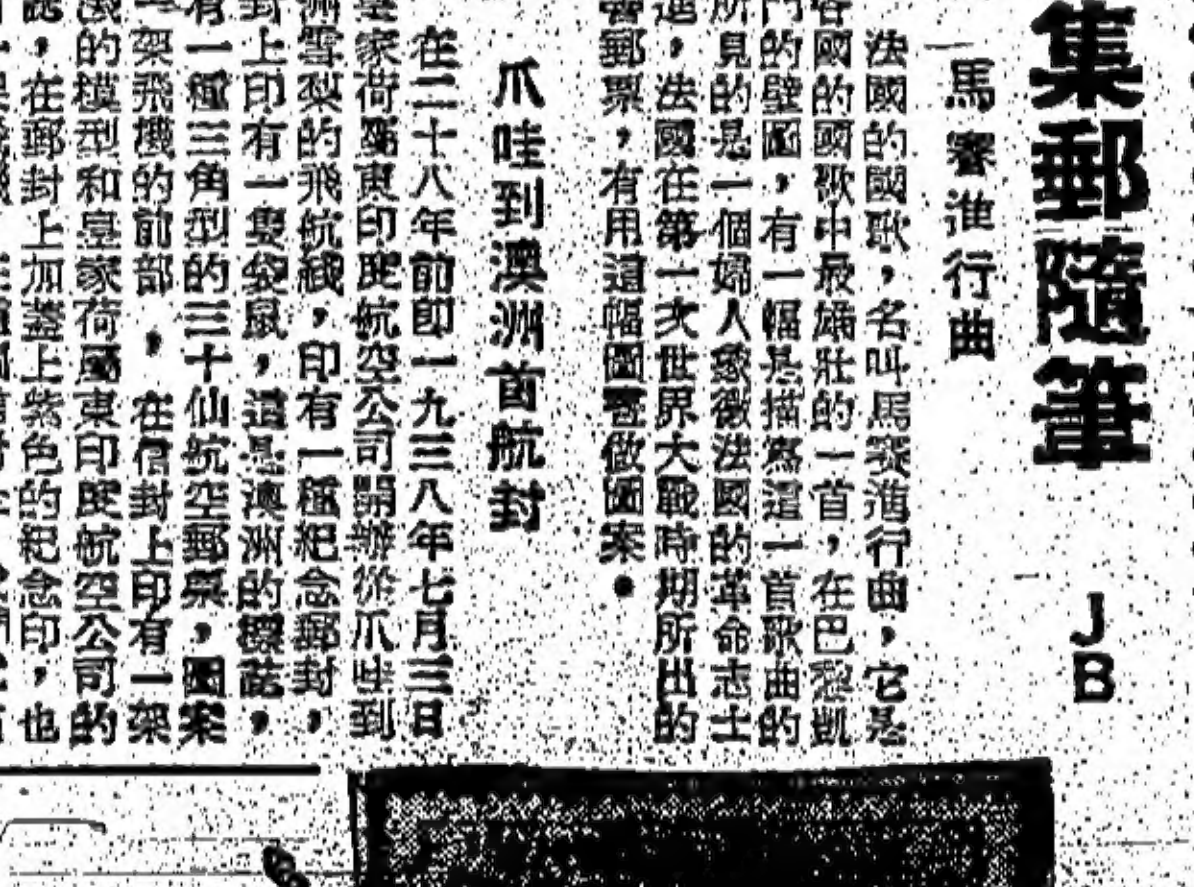 集郵隨筆
JB
馬賽進行曲
法國的國歌，名叫馬賽進行曲，它是
各國的國歌中最雄壯的一首，在巴黎凱
門的壁圖，有一幅是描寫這一首歌曲的
所見的是一個婦人象徵法國的革命志士
進，法國在第一次世界大戰時期所出的
郵票，有用這幅圖畫做圖案。
爪哇到澳洲首航封
在二十八年前即一九三八年七月三日
皇家荷屬東印度航空公司開辦從爪哇到
洲雪梨的飛航綫，印有一種紀念郵封，
封上印有一隻袋鼠，這是澳洲的標誌，
有一種三角型的三十仙航空郵票，圖案
架飛機的前部，在信封上印有一架
的模型和皇家荷屬東印度航空公司的
誌，在郵封上加蓋上紫色的紀念印，也